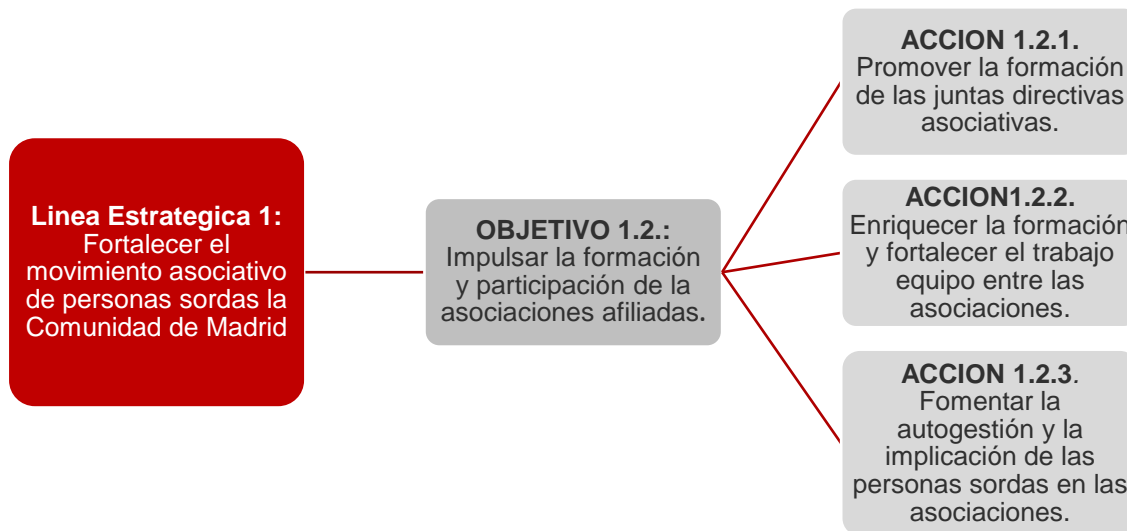 Linea Estrategica 1:
Fortalecer el
movimiento asociativo
de personas sordas la
Comunidad de Madrid
OBJETIVO 1.2.:
Impulsar la formación
y participación de la
asociaciones afiliadas.
ACCION 1.2.1.
Promover la formación
de las juntas directivas
asociativas.
ACCION1.2.2.
Enriquecer la formación
y fortalecer el trabajo
equipo entre las
asociaciones.
ACCION 1.2.3.
Fomentar la
autogestión y la
implicación de las
personas sordas en las
asociaciones.